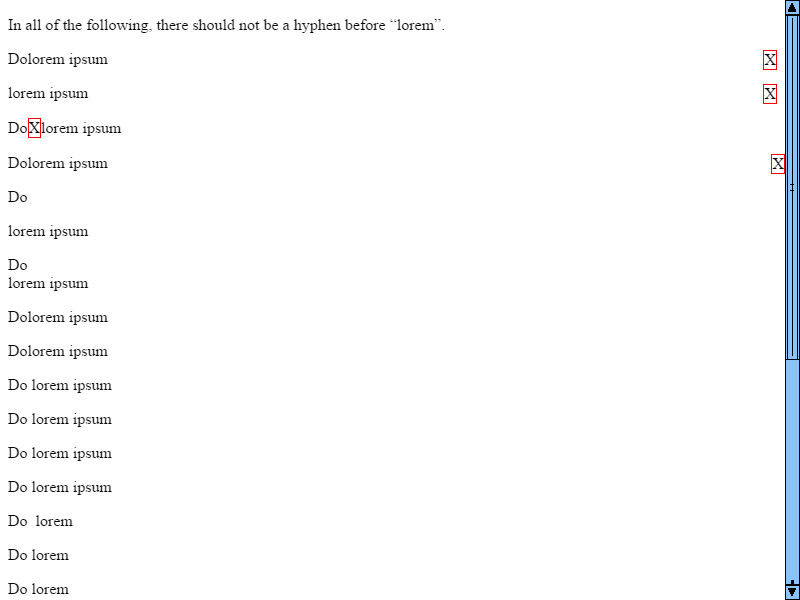 In all of the following, there should not be a hyphen before “lorem”.
Dolorem ipsum X
lorem ipsum X
DoXlorem ipsum
Dolorem ipsum X
Do
lorem ipsum
Do
lorem ipsum
Dolorem ipsum
Dolorem ipsum
Do lorem ipsum
Do lorem ipsum
Do lorem ipsum
Do lorem ipsum
Do  lorem
Do lorem
Do lorem